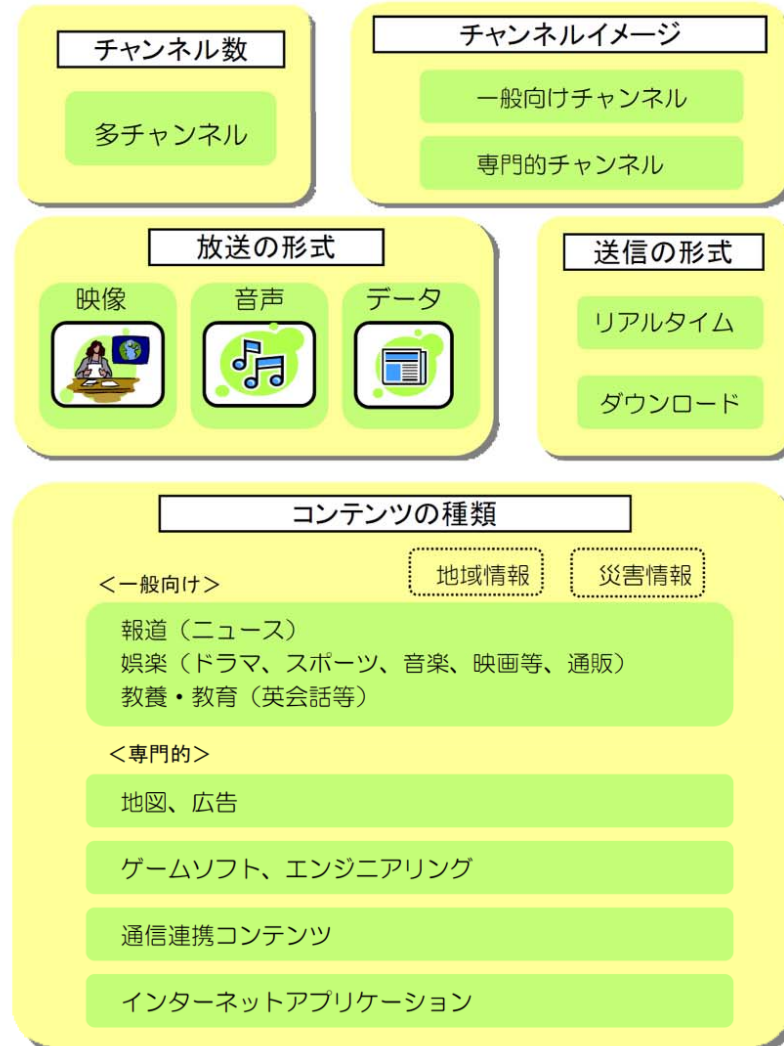 チャンネル数
多チャンネル
チャンネルイメージ
一般向けチャンネル
専門的チャンネル
放送の形式
映像
音声
データ
送信の形式
リアルタイム
ダウンロード
コンテンツの種類
地域情報
災害情報
＜一般向け＞
報道（ニュース）
娯楽（ドラマ、スポーツ、音楽、映画等、通販）
教養・教育（英会話等）
＜専門的＞
地図、広告
ゲームソフト、エンジニアリング
通信連携コンテンツ
インターネットアプリケーション